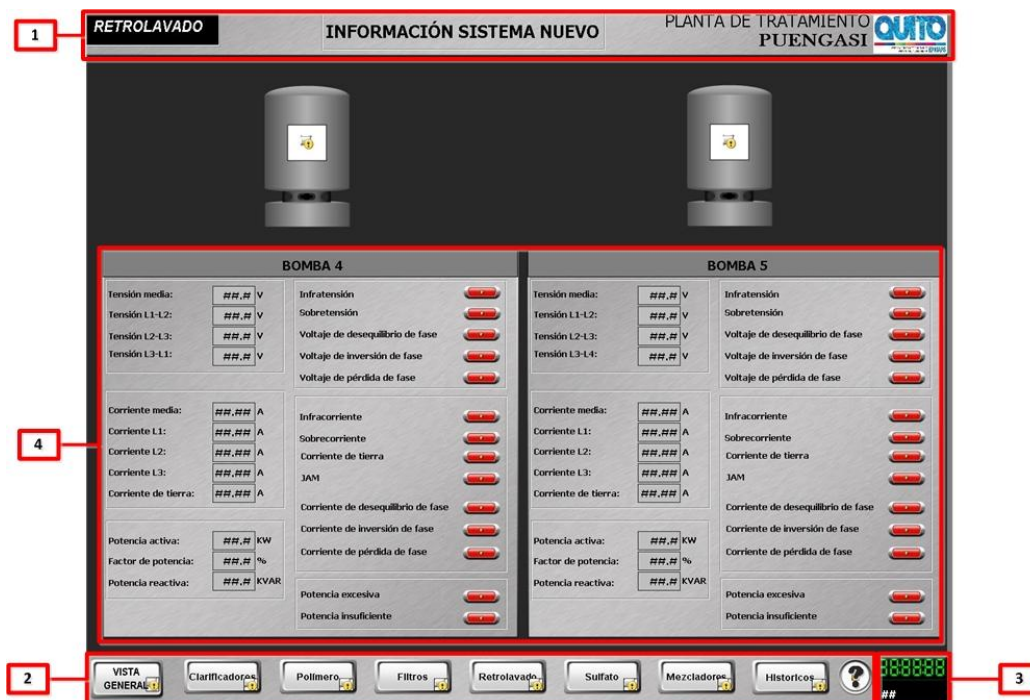 1
RETROLAVADO
INFORMACIÓN SISTEMA NUEVO
PLANTA DE TRATAMIENTO
PUENGASI
QUITO
BOMBA 4
Tensión media: ##.# V
Tensión L1-L2: ##.# V
Tensión L2-L3: ##.# V
Tensión L3-L1: ##.# V
Infratensión
Sobretensión
Voltaje de desequilibrio de fase
Voltaje de inversión de fase
Voltaje de pérdida de fase
Corriente media: ##.## A
Corriente L1: ##.## A
Corriente L2: ##.## A
Corriente L3: ##.## A
Corriente de tierra: ##.## A
Infracorriente
Sobrecorriente
Corriente de tierra
JAM
Corriente de desequilibrio de fase
Corriente de inversión de fase
Corriente de pérdida de fase
Potencia activa: ##.# KW
Factor de potencia: ##.# %
Potencia reactiva: ##.# KVAR
Potencia excesiva
Potencia insuficiente
BOMBA 5
Tensión media: ##.# V
Tensión L1-L2: ##.# V
Tensión L2-L3: ##.# V
Tensión L3-L4: ##.# V
Infratensión
Sobretensión
Voltaje de desequilibrio de fase
Voltaje de inversión de fase
Voltaje de pérdida de fase
Corriente media: ##.## A
Corriente L1: ##.## A
Corriente L2: ##.## A
Corriente L3: ##.## A
Corriente de tierra: ##.## A
Infracorriente
Sobrecorriente
Corriente de tierra
JAM
Corriente de desequilibrio de fase
Corriente de inversión de fase
Corriente de pérdida de fase
Potencia activa: ##.# KW
Factor de potencia: ##.# %
Potencia reactiva: ##.# KVAR
Potencia excesiva
Potencia insuficiente
4
2
VISTA
GENERAL
Clarificadores
Polímero
Filtros
Retrolavado
Sulfato
Mezcladores
Historicos
?
##
3